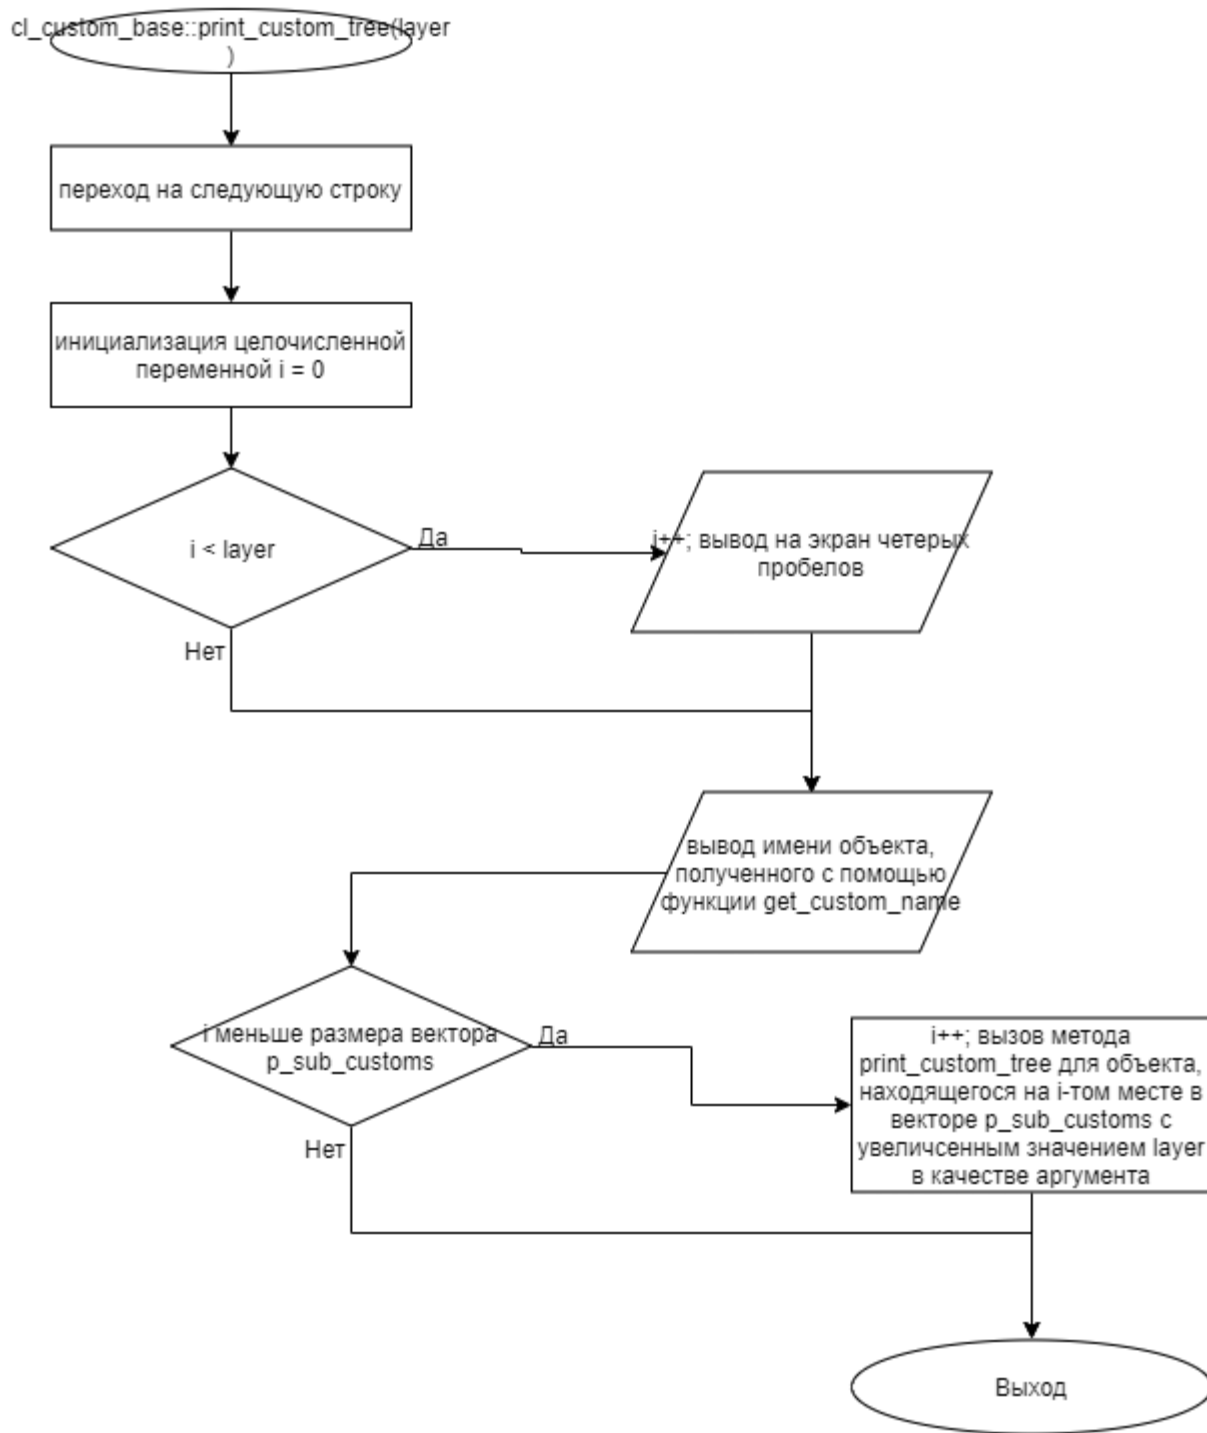 cl_custom_base::print_custom_tree(layer
)
переход на следующую строку
инициализация целочисленной
переменной i = 0
i < layer
Да
i++; вывод на экран четерых
пробелов
Нет
вывод имени объекта,
полученного с помощью
функции get_custom_name
i меньше размера вектора
p_sub_customs
Да
i++; вызов метода
print_custom_tree для объекта,
находящегося на i-том месте в
векторе p_sub_customs с
увеличсенным значением layer
в качестве аргумента
Нет
Выход